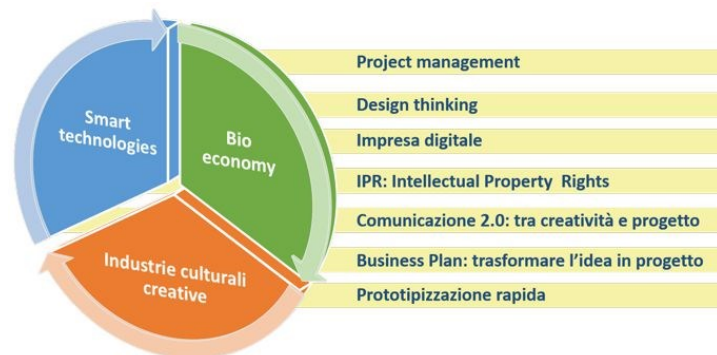 Smart
technologies
Bio
economy
Industrie culturali
creative
Project management
Design thinking
Impresa digitale
IPR: Intellectual Property Rights
Comunicazione 2.0: tra creatività e progetto
Business Plan: trasformare l'idea in progetto
Prototipizzazione rapida